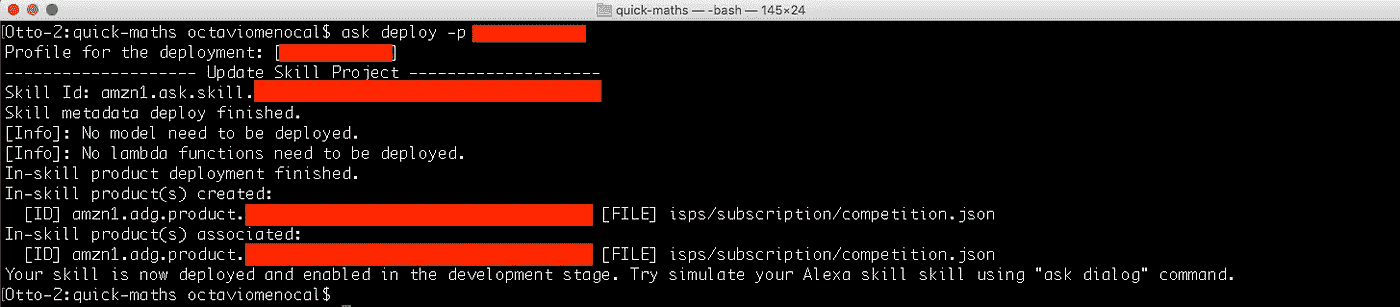 quick-maths — -bash — 145×24
[Otto-2:quick-maths octaviomenocal$ ask deploy -p
Profile for the deployment: [ ]
-------------------- Update Skill Project --------------------
Skill Id: amzn1.ask.skill.
Skill metadata deploy finished.
[Info]: No model need to be deployed.
[Info]: No lambda functions need to be deployed.
In-skill product deployment finished.
In-skill product(s) created:
[ID] amzn1.adg.product. [FILE] isps/subscription/competition.json
In-skill product(s) associated:
[ID] amzn1.adg.product. [FILE] isps/subscription/competition.json
Your skill is now deployed and enabled in the development stage. Try simulate your Alexa skill skill using "ask dialog" command.
[Otto-2:quick-maths octaviomenocal$